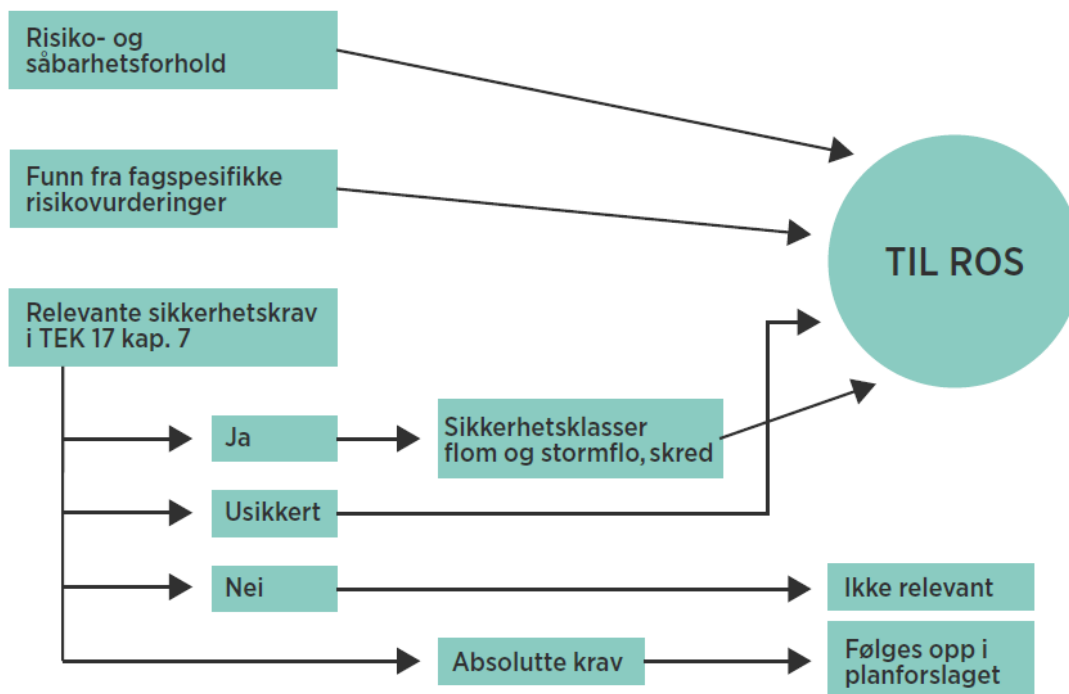 Risiko- og
såbarhetsforhold
Funn fra fagspesifikke
risikovurderinger
TIL ROS
Relevante sikkerhetskrav
i TEK 17 kap. 7
Ja
Sikkerhetsklasser
flom og stormflo, skred
Usikkert
Nei
Ikke relevant
Absolutte krav
Følges opp i
planforslaget